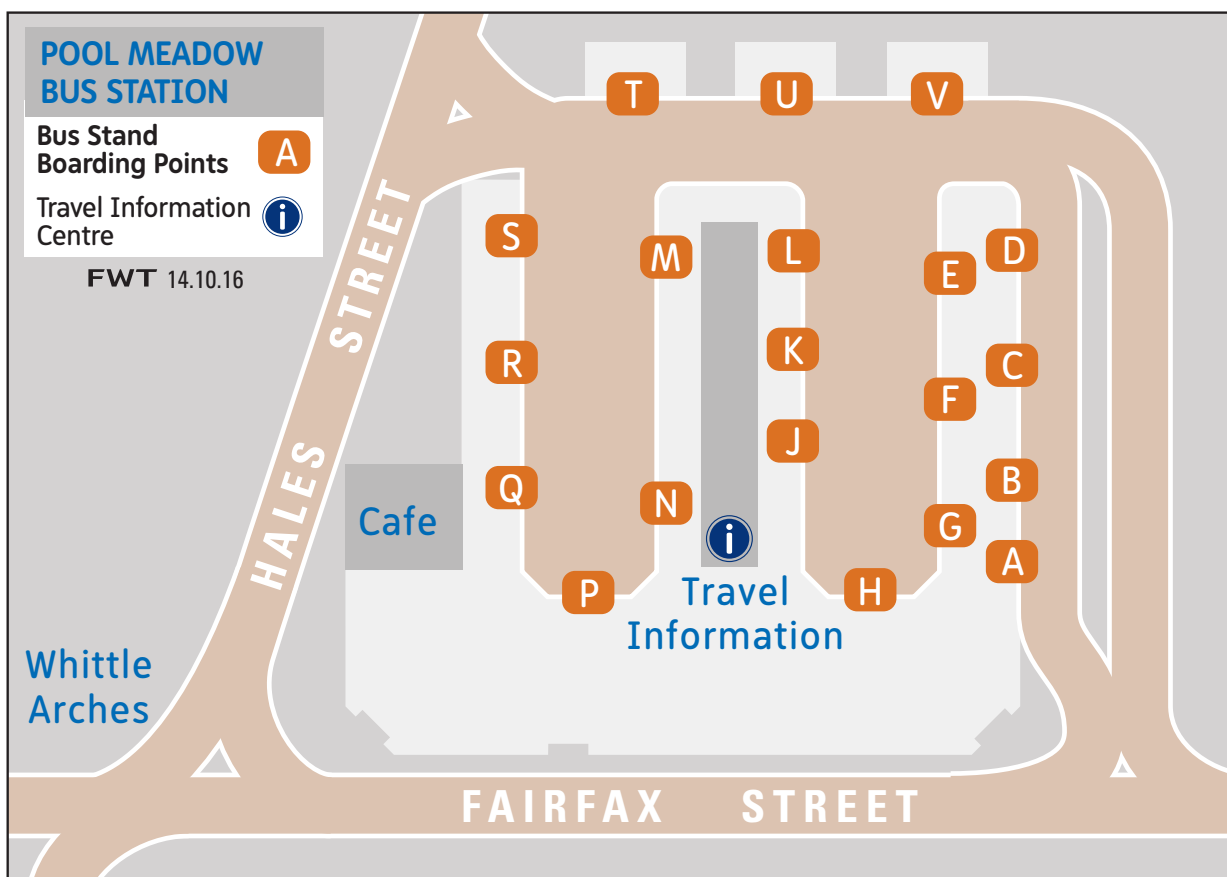 POOL MEADOW
BUS STATION
Bus Stand
Boarding Points
A
Travel Information
Centre
i
FWT 14.10.16
T
U
V
HALES STREET
S
R
Q
M
N
P
L
K
J
H
E
F
G
D
C
B
A
Cafe
i
Travel
Information
Whittle
Arches
FAIRFAX STREET